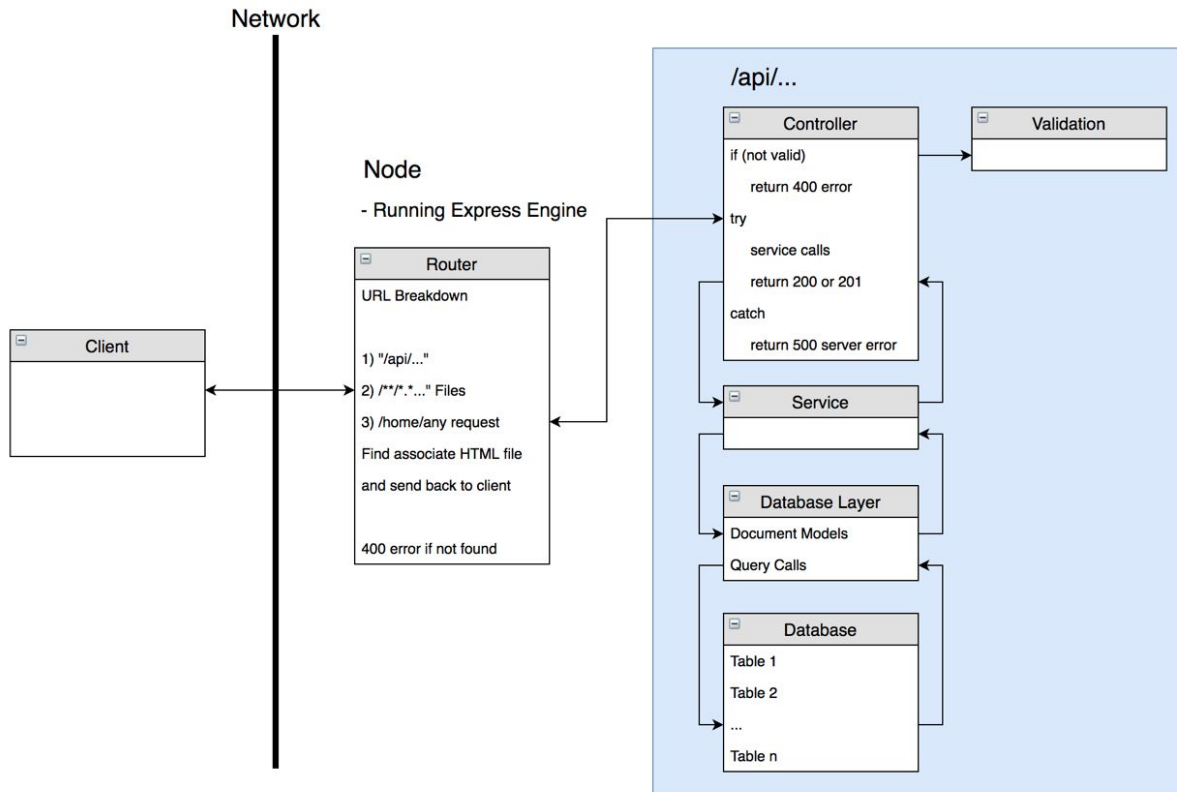 Network
/api/...
Controller
if (not valid)
return 400 error
try
service calls
return 200 or 201
catch
return 500 server error
Validation
Node
- Running Express Engine
Router
URL Breakdown
1) "/api/..."
2) /**/*.*..." Files
3) /home/any request
Find associate HTML file
and send back to client
400 error if not found
Client
Service
Database Layer
Document Models
Query Calls
Database
Table 1
Table 2
...
Table n